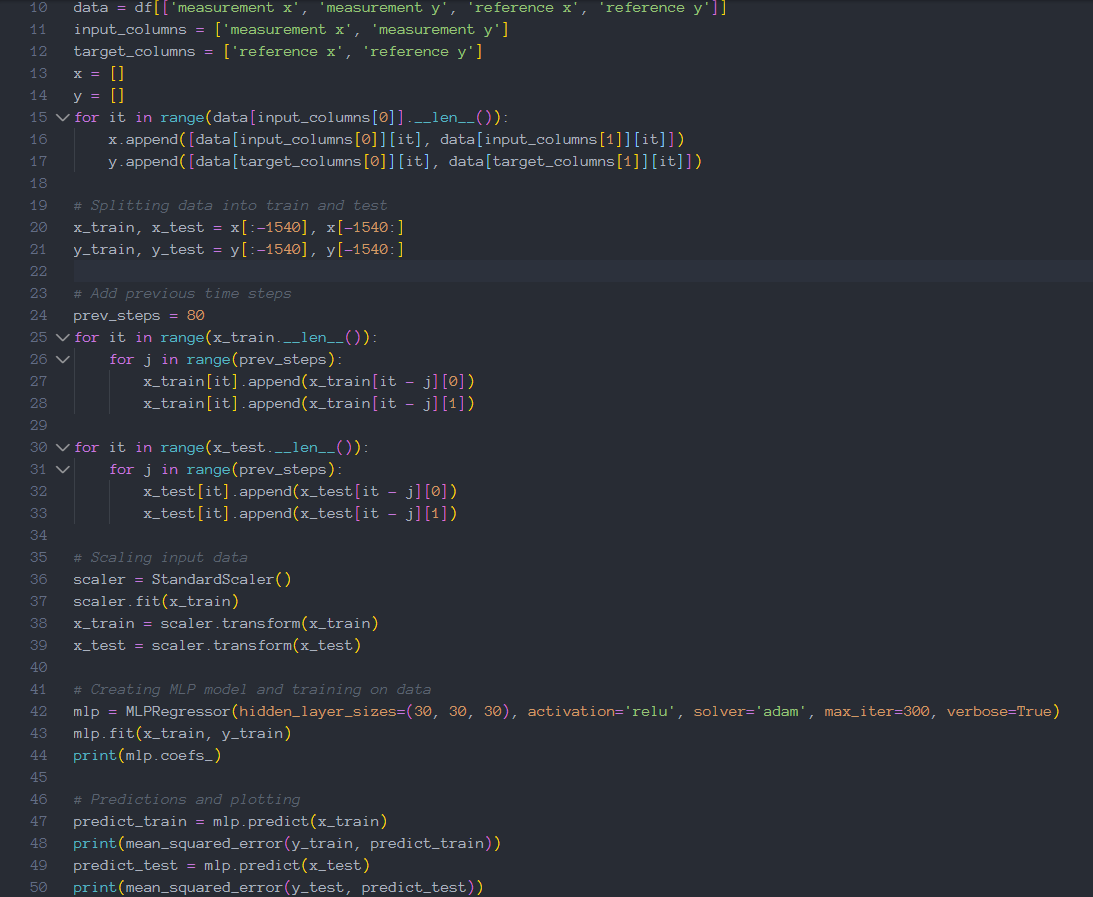 10 data = df[['measurement x', 'measurement y', 'reference x', 'reference y']]
11 input_columns = ['measurement x', 'measurement y']
12 target_columns = ['reference x', 'reference y']
13 x = []
14 y = []
15 for it in range(data[input_columns[0]].__len__()):
16     x.append([data[input_columns[0]][it], data[input_columns[1]][it]])
17     y.append([data[target_columns[0]][it], data[target_columns[1]][it]])
18
19 # Splitting data into train and test
20 x_train, x_test = x[:-1540], x[-1540:]
21 y_train, y_test = y[:-1540], y[-1540:]
22
23 # Add previous time steps
24 prev_steps = 80
25 for it in range(x_train.__len__()):
26     for j in range(prev_steps):
27         x_train[it].append(x_train[it - j][0])
28         x_train[it].append(x_train[it - j][1])
29
30 for it in range(x_test.__len__()):
31     for j in range(prev_steps):
32         x_test[it].append(x_test[it - j][0])
33         x_test[it].append(x_test[it - j][1])
34
35 # Scaling input data
36 scaler = StandardScaler()
37 scaler.fit(x_train)
38 x_train = scaler.transform(x_train)
39 x_test = scaler.transform(x_test)
40
41 # Creating MLP model and training on data
42 mlp = MLPRegressor(hidden_layer_sizes=(30, 30, 30), activation='relu', solver='adam', max_iter=300, verbose=True)
43 mlp.fit(x_train, y_train)
44 print(mlp.coefs_)
45
46 # Predictions and plotting
47 predict_train = mlp.predict(x_train)
48 print(mean_squared_error(y_train, predict_train))
49 predict_test = mlp.predict(x_test)
50 print(mean_squared_error(y_test, predict_test))